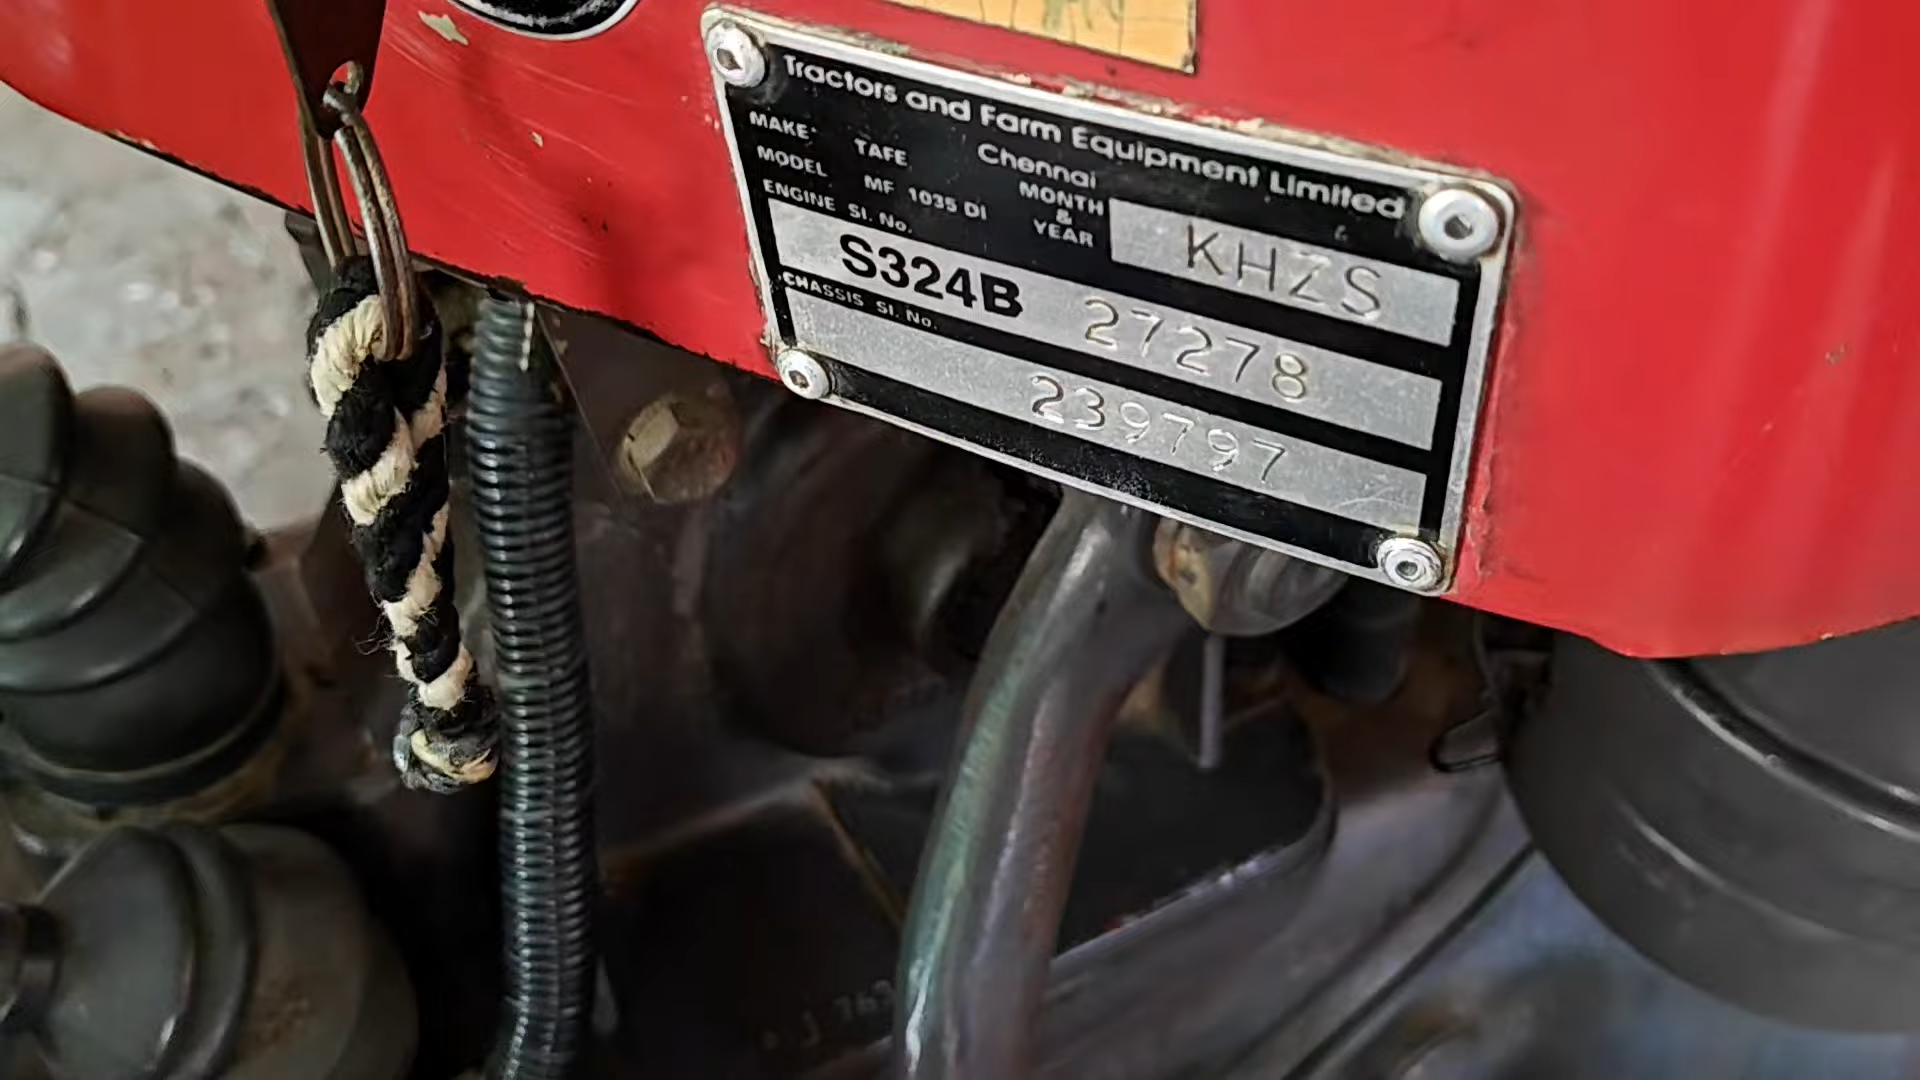 Tractors and Farm Equipment Limited
Chennai
MAKE TAFE
MODEL MF 1035 DI
MONTH & YEAR KHZS
ENGINE Sl. No.
S324B 27278
CHASSIS Sl. No.
239797